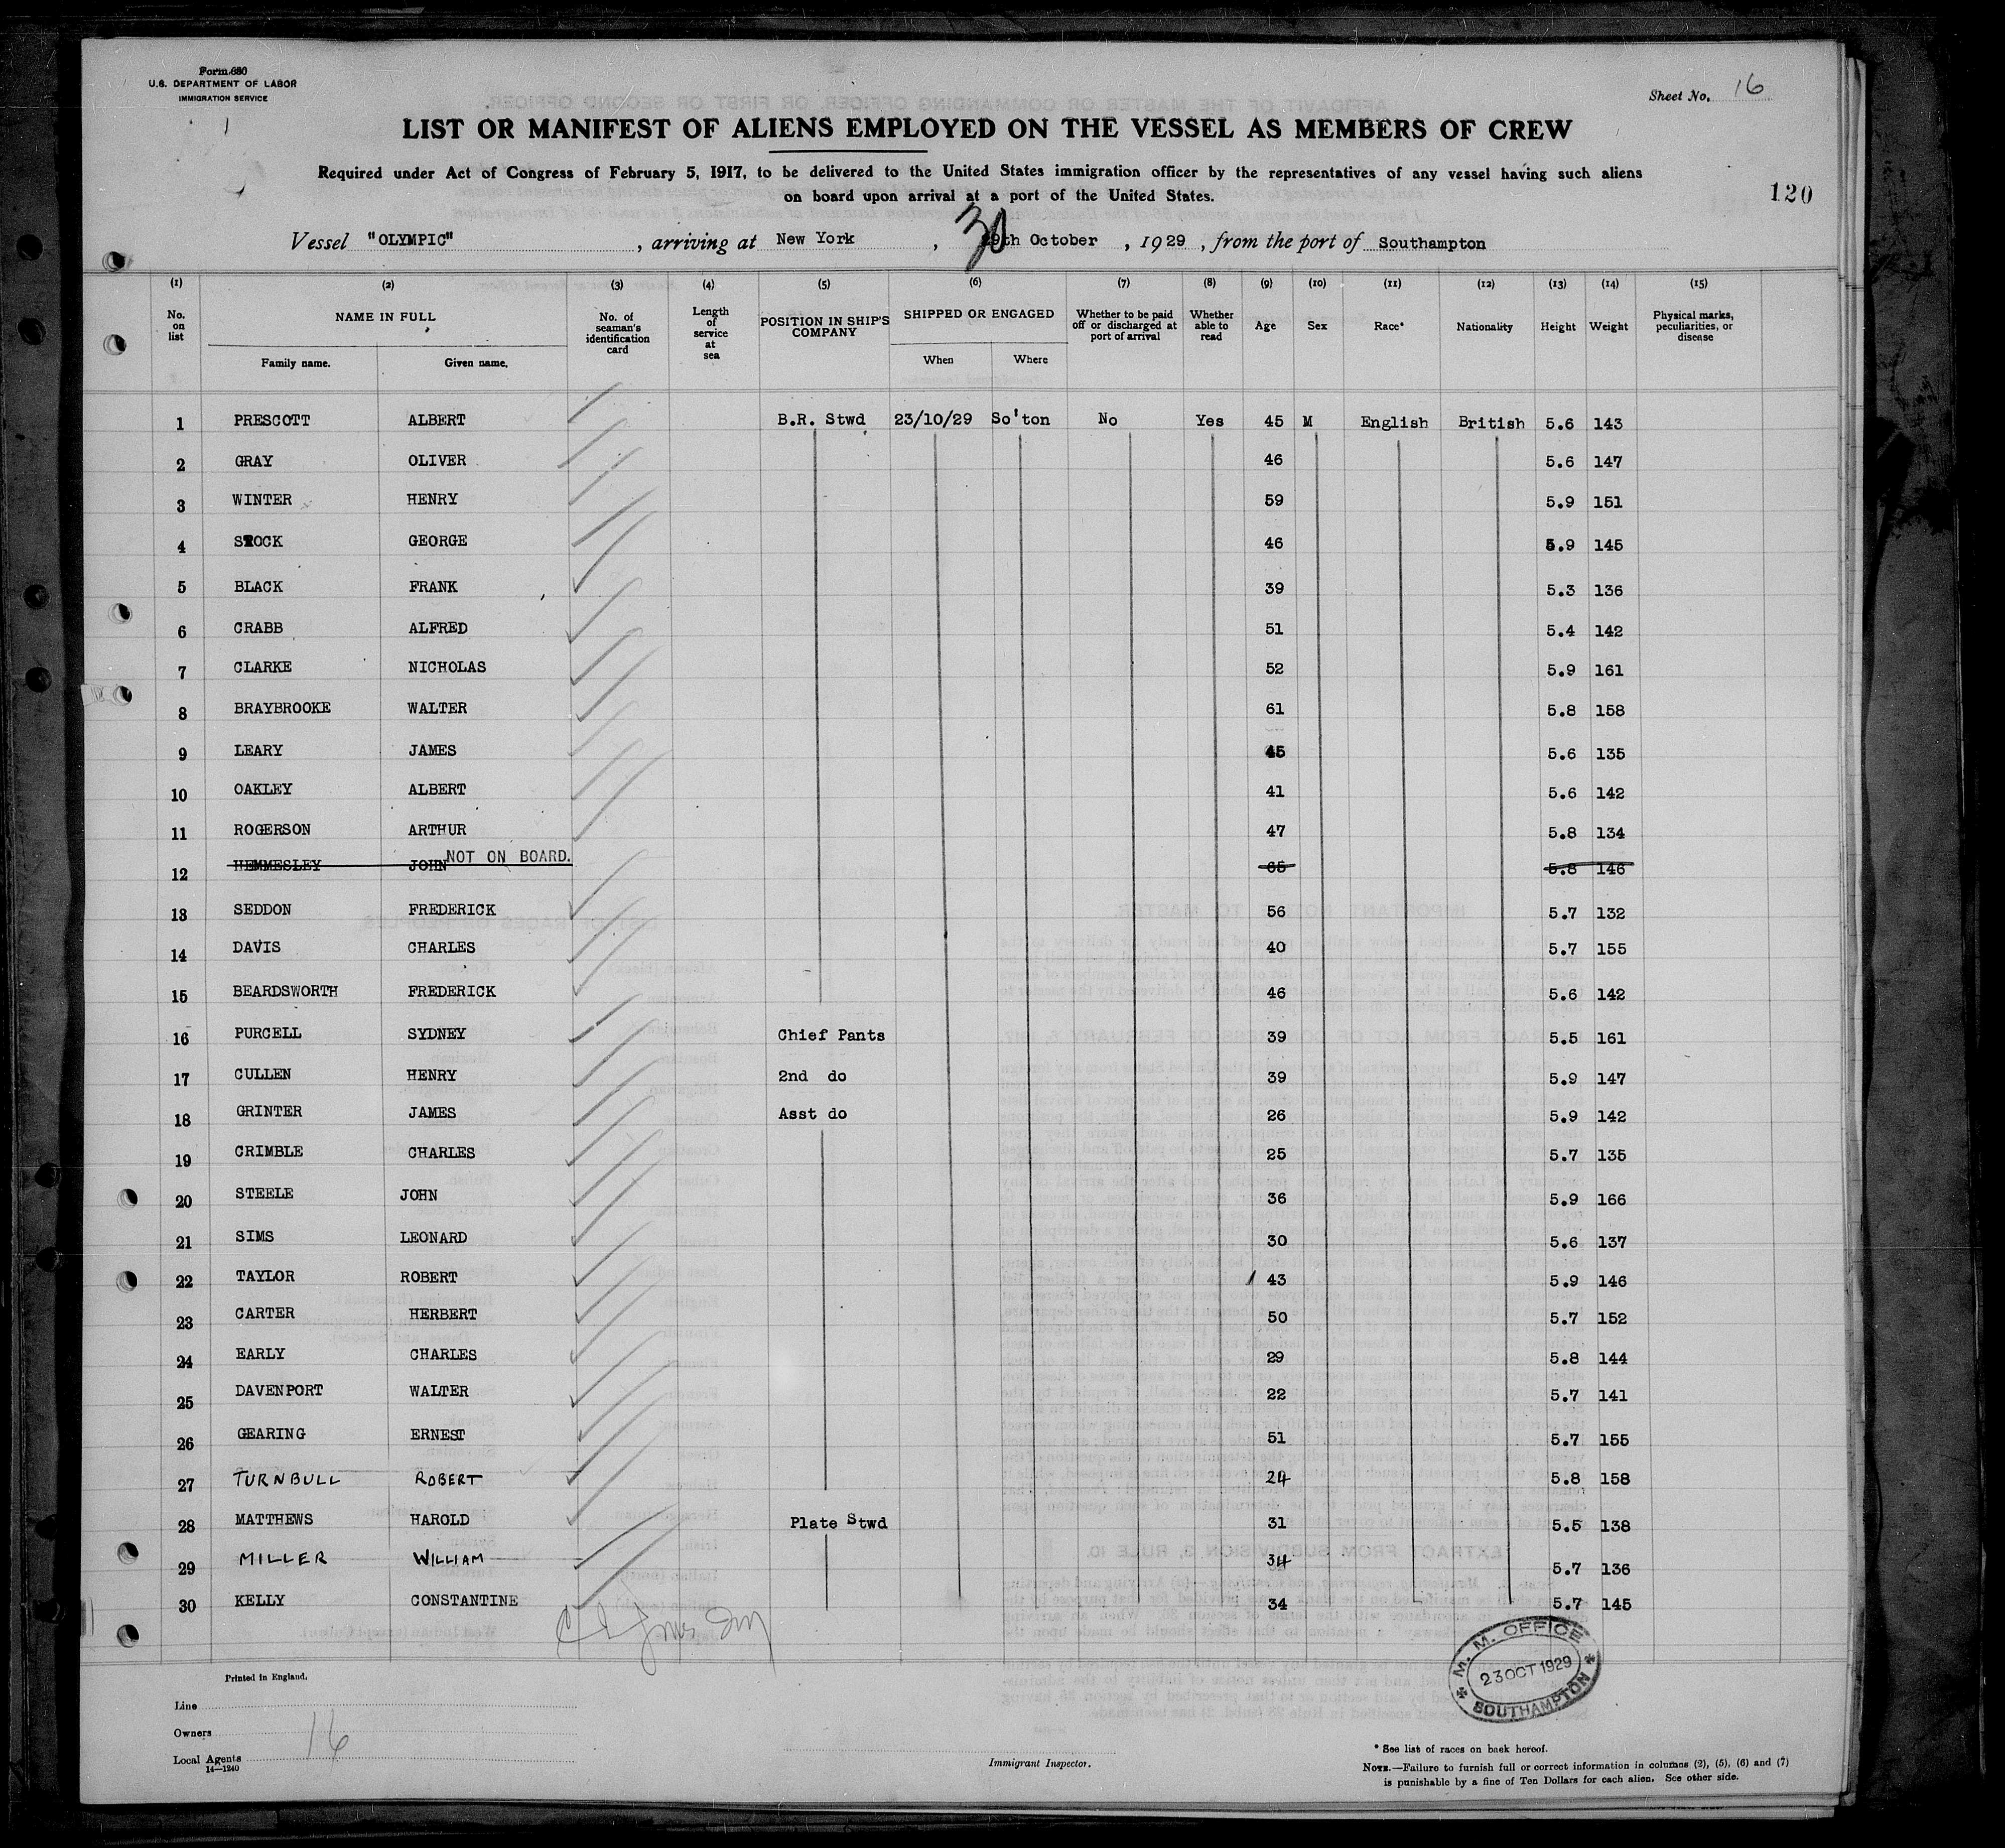 Form 680
U.S. DEPARTMENT OF LABOR
IMMIGRATION SERVICE
Sheet No. 16
LIST OR MANIFEST OF ALIENS EMPLOYED ON THE VESSEL AS MEMBERS OF CREW
Required under Act of Congress of February 5, 1917, to be delivered to the United States immigration officer by the representatives of any vessel having such aliens
on board upon arrival at a port of the United States.
120
Vessel "OLYMPIC", arriving at New York, 30 29th October, 1929, from the port of Southampton
(1) (2) (3) (4) (5) (6) (7) (8) (9) (10) (11) (12) (13) (14) (15)
No. on list NAME IN FULL Family name. Given name. No. of seaman's identification card Length of service at sea POSITION IN SHIP'S COMPANY SHIPPED OR ENGAGED When Where Whether to be paid off or discharged at port of arrival Whether able to read Age Sex Race* Nationality Height Weight Physical marks, peculiarities, or disease
1 PRESCOTT ALBERT B.R. Stwd 23/10/29 So'ton No Yes 45 M English British 5.6 143
2 GRAY OLIVER 46 5.6 147
3 WINTER HENRY 59 5.9 151
4 STOCK GEORGE 46 5.9 145
5 BLACK FRANK 39 5.3 136
6 CRABB ALFRED 51 5.4 142
7 CLARKE NICHOLAS 52 5.9 161
8 BRAYBROOKE WALTER 61 5.8 158
9 LEARY JAMES 45 5.6 135
10 OAKLEY ALBERT 41 5.6 142
11 ROGERSON ARTHUR 47 5.8 134
12 HEMMESLEY JOHN NOT ON BOARD. 65 5.8 146
13 SEDDON FREDERICK 56 5.7 132
14 DAVIS CHARLES 40 5.7 155
15 BEARDSWORTH FREDERICK 46 5.6 142
16 PURCELL SYDNEY Chief Pants 39 5.5 161
17 CULLEN HENRY 2nd do 39 5.9 147
18 GRINTER JAMES Asst do 26 5.9 142
19 CRIMBLE CHARLES 25 5.7 135
20 STEELE JOHN 36 5.9 166
21 SIMS LEONARD 30 5.6 137
22 TAYLOR ROBERT 43 5.9 146
23 CARTER HERBERT 50 5.7 152
24 EARLY CHARLES 29 5.8 144
25 DAVENPORT WALTER 22 5.7 141
26 GEARING ERNEST 51 5.7 155
27 TURNBULL ROBERT 24 5.8 158
28 MATTHEWS HAROLD Plate Stwd 31 5.5 138
29 MILLER WILLIAM 34 5.7 136
30 KELLY CONSTANTINE 34 5.7 145
M. M. OFFICE
23 OCT 1929
SOUTHAMPTON
Printed in England.
Line
Owners
16
Local Agents
14—1240
Immigrant Inspector.
* See list of races on back hereof.
NOTE.—Failure to furnish full or correct information in columns (2), (5), (6) and (7)
is punishable by a fine of Ten Dollars for each alien. See other side.